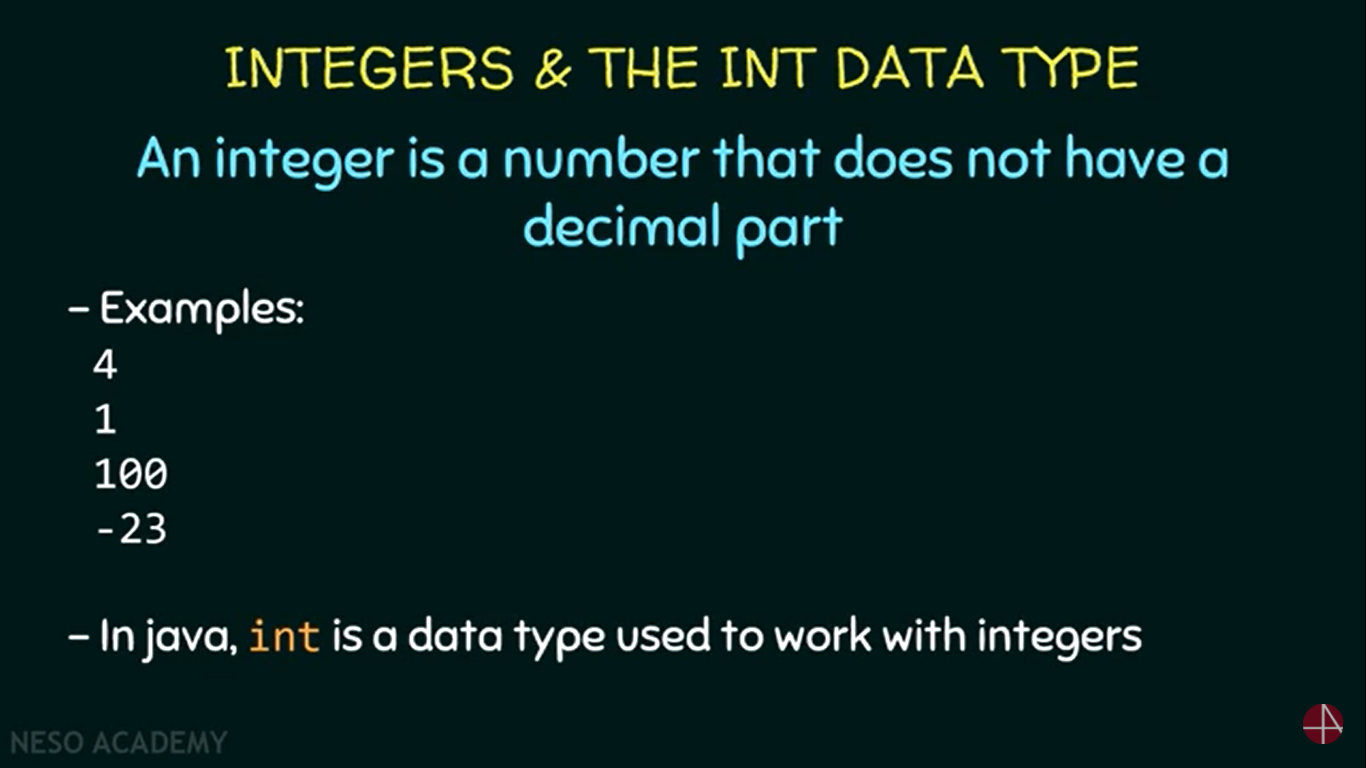 INTEGERS & THE INT DATA TYPE
An integer is a number that does not have a
decimal part
– Examples:
4
1
100
-23
– In java, int is a data type used to work with integers
NESO ACADEMY